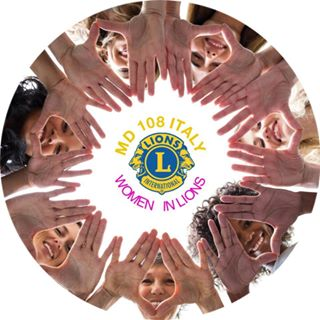 MD 108 ITALY
LIONS
L
INTERNATIONAL
WOMEN IN LIONS